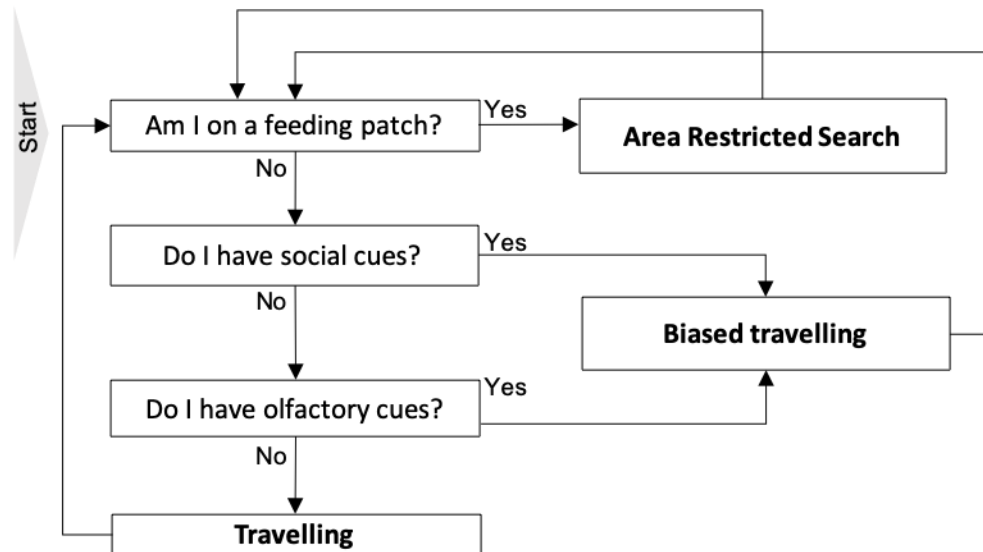 Start
Am I on a feeding patch?
Yes
Area Restricted Search
No
Do I have social cues?
Yes
No
Biased travelling
Do I have olfactory cues?
Yes
No
Travelling